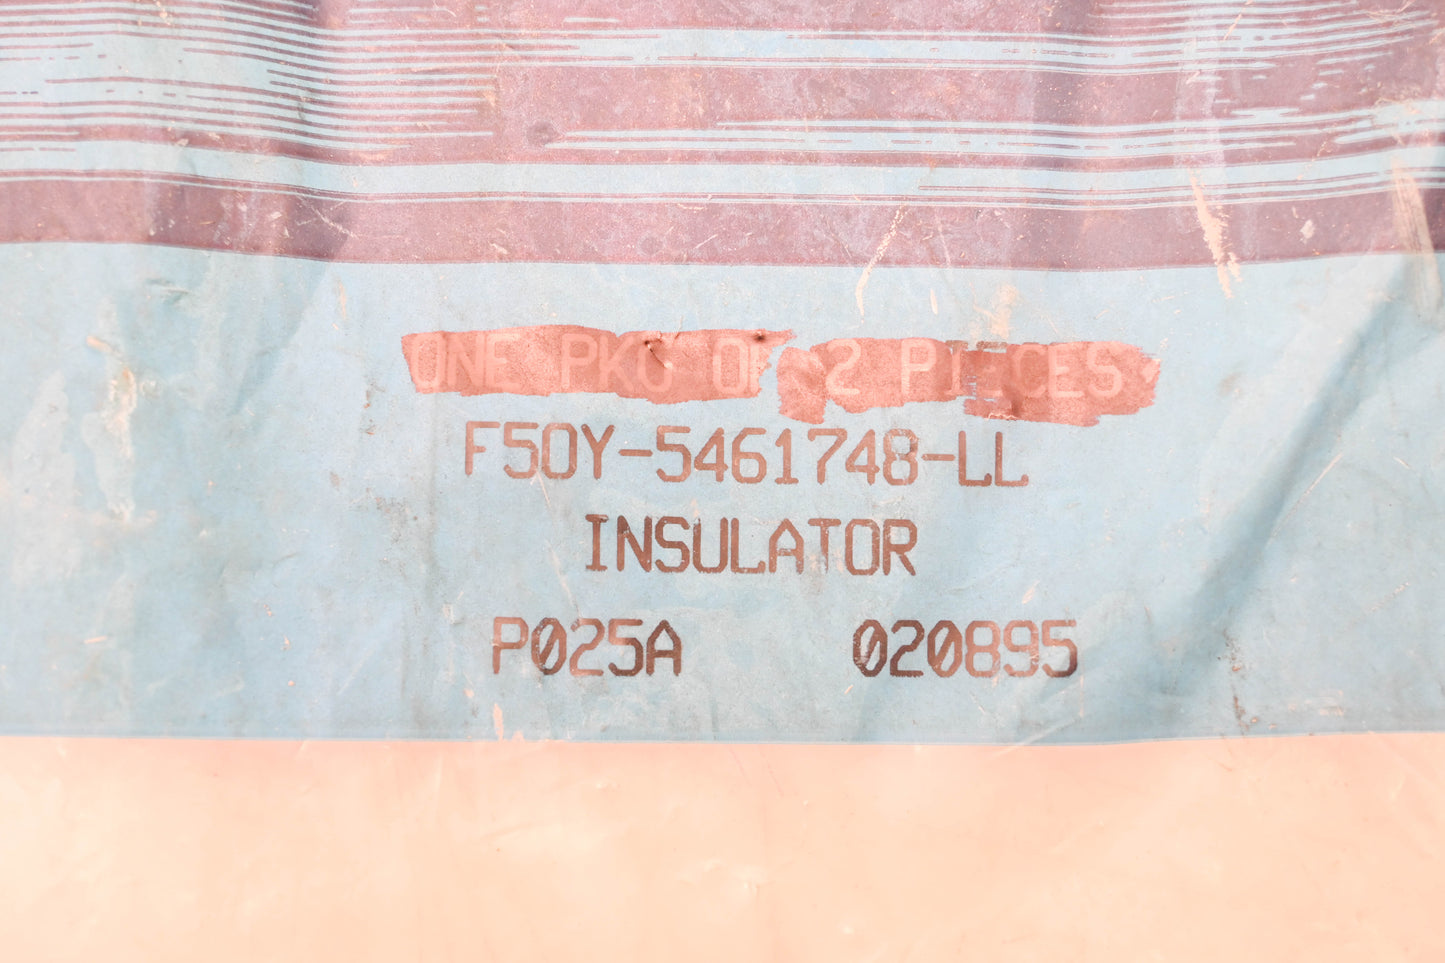 ONE PKG OF 2 PIECES
F50Y-5461748-LL
INSULATOR
P025A 020895